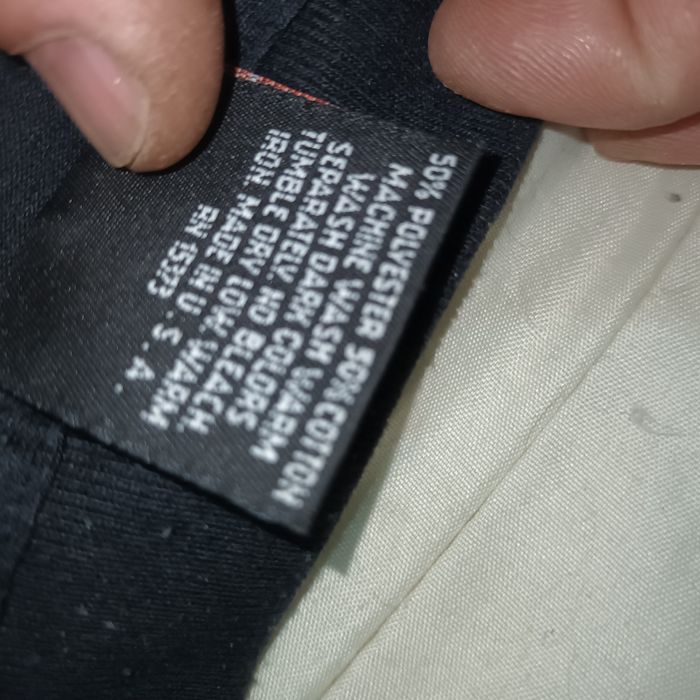 50% POLYESTER 50% COTTON
MACHINE WASH WARM
WASH DARK COLORS
SEPARATELY. NO BLEACH.
TUMBLE DRY LOW. WARM
IRON. MADE IN U.S.A.
RN 15373